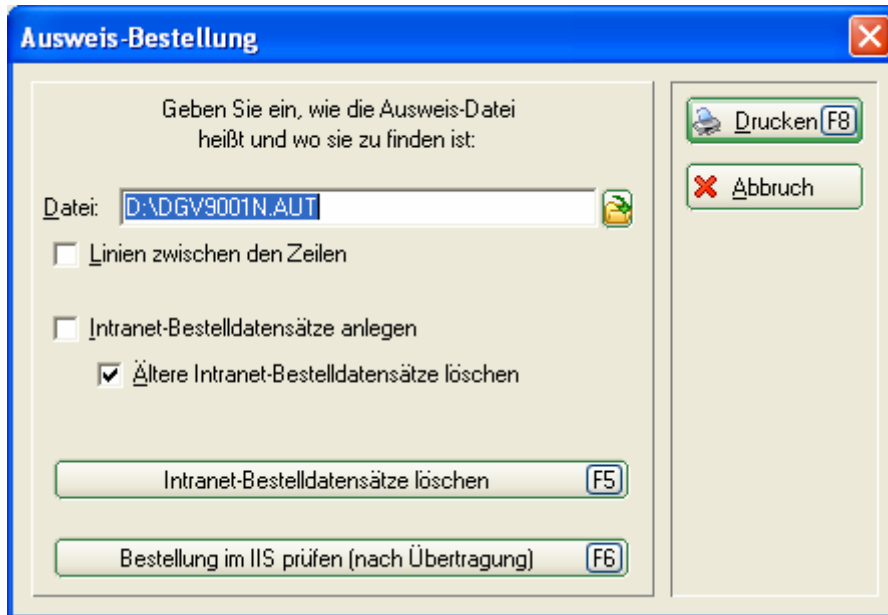 Ausweis-Bestellung
Geben Sie ein, wie die Ausweis-Datei
heißt und wo sie zu finden ist:
Datei: D:\DGV9001N.AUT
Linien zwischen den Zeilen
Intranet-Bestelldatensätze anlegen
Ältere Intranet-Bestelldatensätze löschen
Intranet-Bestelldatensätze löschen F5
Bestellung im IIS prüfen (nach Übertragung) F6
Drucken F8
Abbruch